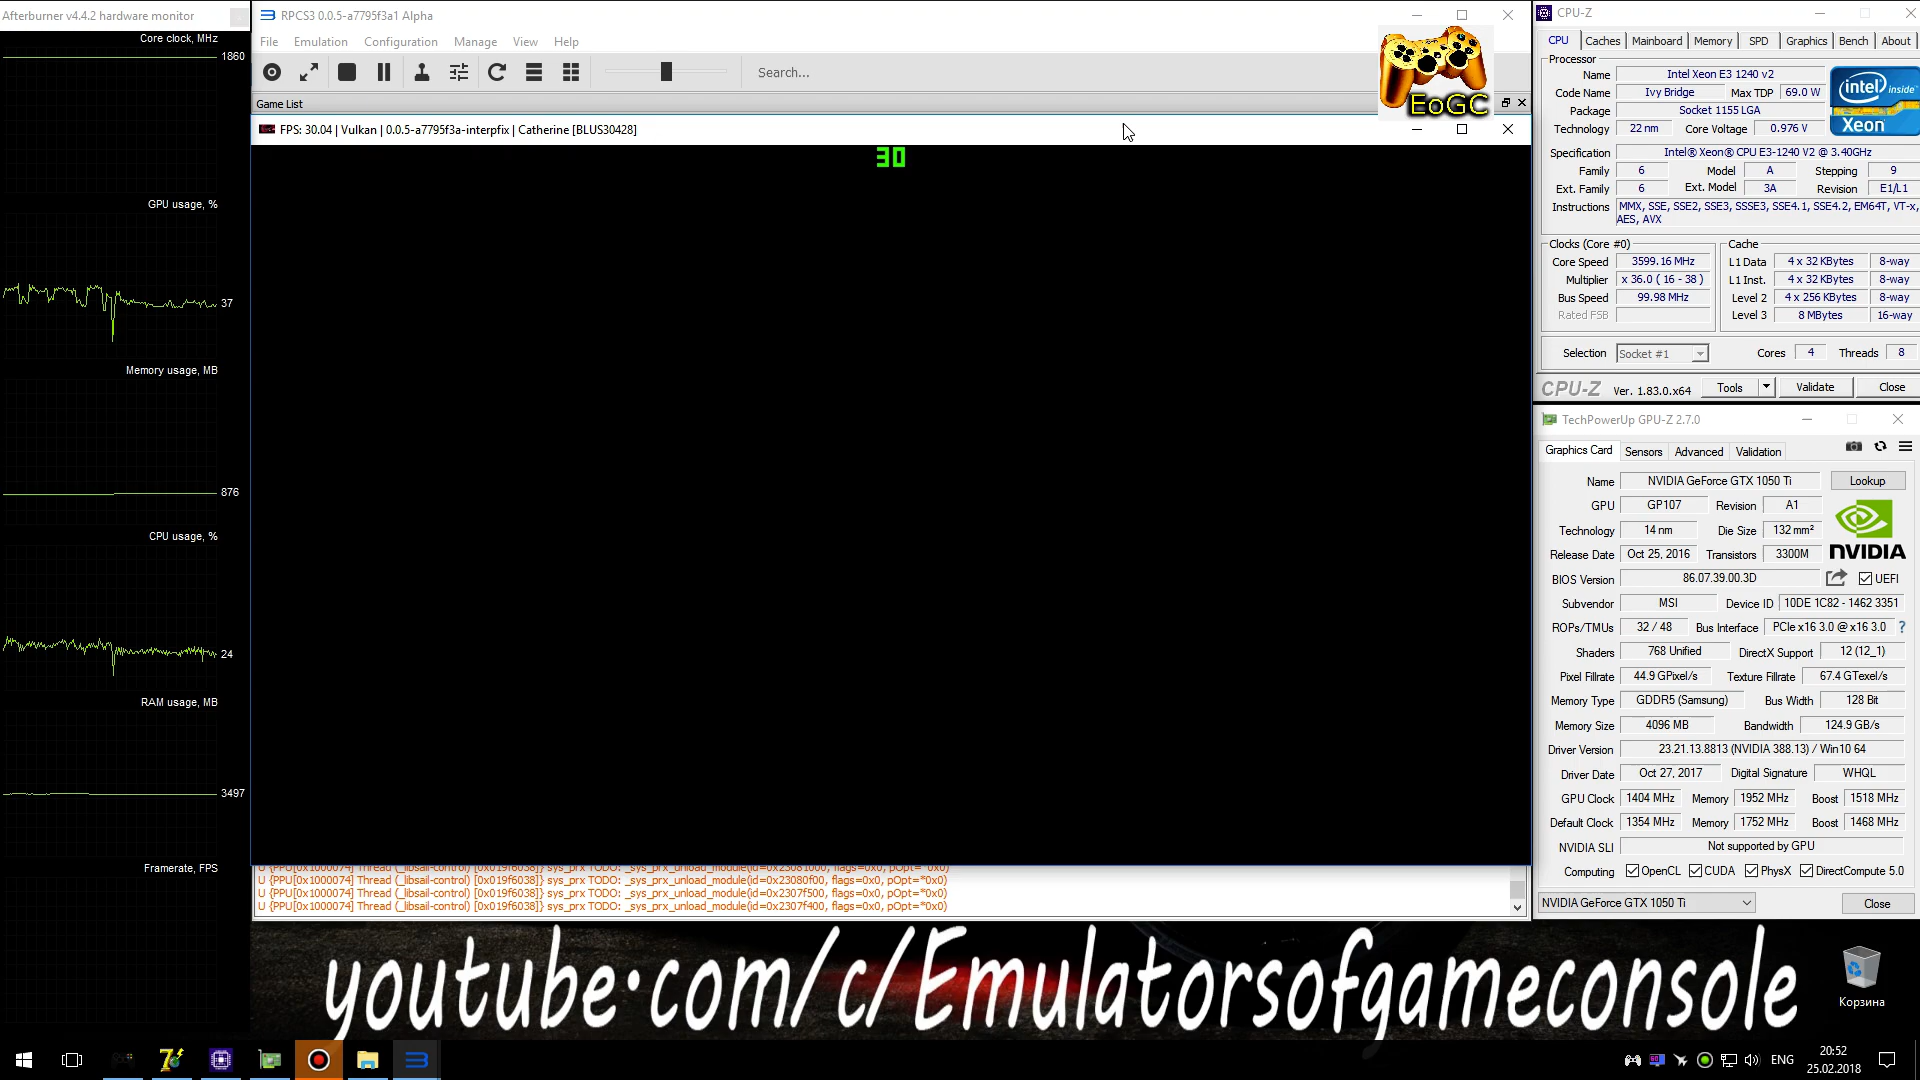 Afterburner v4.4.2 hardware monitor
Core clock, MHz
1860
GPU usage, %
37
Memory usage, MB
876
CPU usage, %
24
RAM usage, MB
3497
Framerate, FPS
RPCS3 0.0.5-a7795f3a1 Alpha
File Emulation Configuration Manage View Help
Search...
EoGC
Game List
FPS: 30.04 | Vulkan | 0.0.5-a7795f3a-interpfix | Catherine [BLUS30428]
30
U {PPU[0x1000074] Thread (_libsail-control) [0x019f6038]} sys_prx TODO: _sys_prx_unload_module(id=0x23081000, flags=0x0, pOpt=*0x0)
U {PPU[0x1000074] Thread (_libsail-control) [0x019f6038]} sys_prx TODO: _sys_prx_unload_module(id=0x23080f00, flags=0x0, pOpt=*0x0)
U {PPU[0x1000074] Thread (_libsail-control) [0x019f6038]} sys_prx TODO: _sys_prx_unload_module(id=0x2307f500, flags=0x0, pOpt=*0x0)
U {PPU[0x1000074] Thread (_libsail-control) [0x019f6038]} sys_prx TODO: _sys_prx_unload_module(id=0x2307f400, flags=0x0, pOpt=*0x0)
CPU-Z
CPU Caches Mainboard Memory SPD Graphics Bench About
Processor
Name Intel Xeon E3 1240 v2
Code Name Ivy Bridge Max TDP 69.0 W
Package Socket 1155 LGA
Technology 22 nm Core Voltage 0.976 V
intel inside™
Xeon
Specification Intel® Xeon® CPU E3-1240 V2 @ 3.40GHz
Family 6 Model A Stepping 9
Ext. Family 6 Ext. Model 3A Revision E1/L1
Instructions MMX, SSE, SSE2, SSE3, SSSE3, SSE4.1, SSE4.2, EM64T, VT-x,
AES, AVX
Clocks (Core #0) Cache
Core Speed 3599.16 MHz L1 Data 4 x 32 KBytes 8-way
Multiplier x 36.0 ( 16 - 38 ) L1 Inst. 4 x 32 KBytes 8-way
Bus Speed 99.98 MHz Level 2 4 x 256 KBytes 8-way
Rated FSB Level 3 8 MBytes 16-way
Selection Socket #1 Cores 4 Threads 8
CPU-Z Ver. 1.83.0.x64 Tools Validate Close
TechPowerUp GPU-Z 2.7.0
Graphics Card Sensors Advanced Validation
Name NVIDIA GeForce GTX 1050 Ti Lookup
GPU GP107 Revision A1
Technology 14 nm Die Size 132 mm²
Release Date Oct 25, 2016 Transistors 3300M
NVIDIA
BIOS Version 86.07.39.00.3D UEFI
Subvendor MSI Device ID 10DE 1C82 - 1462 3351
ROPs/TMUs 32 / 48 Bus Interface PCIe x16 3.0 @ x16 3.0 ?
Shaders 768 Unified DirectX Support 12 (12_1)
Pixel Fillrate 44.9 GPixel/s Texture Fillrate 67.4 GTexel/s
Memory Type GDDR5 (Samsung) Bus Width 128 Bit
Memory Size 4096 MB Bandwidth 124.9 GB/s
Driver Version 23.21.13.8813 (NVIDIA 388.13) / Win10 64
Driver Date Oct 27, 2017 Digital Signature WHQL
GPU Clock 1404 MHz Memory 1952 MHz Boost 1518 MHz
Default Clock 1354 MHz Memory 1752 MHz Boost 1468 MHz
NVIDIA SLI Not supported by GPU
Computing OpenCL CUDA PhysX DirectCompute 5.0
NVIDIA GeForce GTX 1050 Ti Close
youtube.com/c/Emulatorsofgameconsole
Корзина
ENG
20:52
25.02.2018